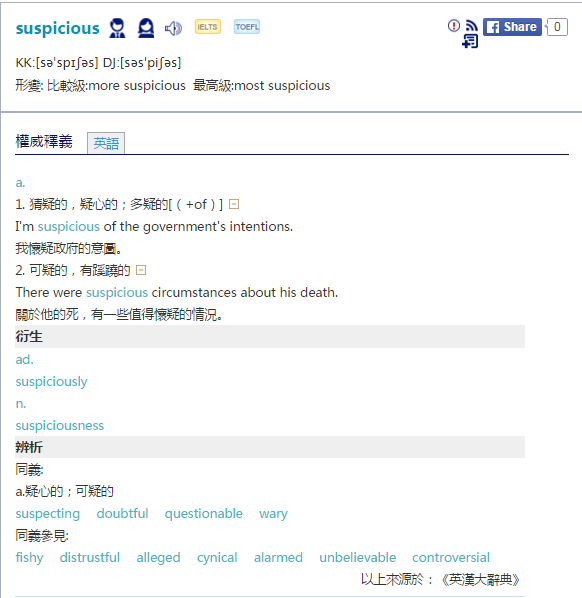 suspicious IELTS TOEFL Share 0
KK:[səˈspɪʃəs] DJ:[səsˈpiʃəs]
形變: 比較級:more suspicious 最高級:most suspicious
權威釋義 英語
a.
1. 猜疑的，疑心的；多疑的[（+of）]
I'm suspicious of the government's intentions.
我懷疑政府的意圖。
2. 可疑的，有蹊蹺的
There were suspicious circumstances about his death.
關於他的死，有一些值得懷疑的情況。
衍生
ad.
suspiciously
n.
suspiciousness
辨析
同義:
a.疑心的；可疑的
suspecting doubtful questionable wary
同義參見:
fishy distrustful alleged cynical alarmed unbelievable controversial
以上來源於：《英漢大辭典》